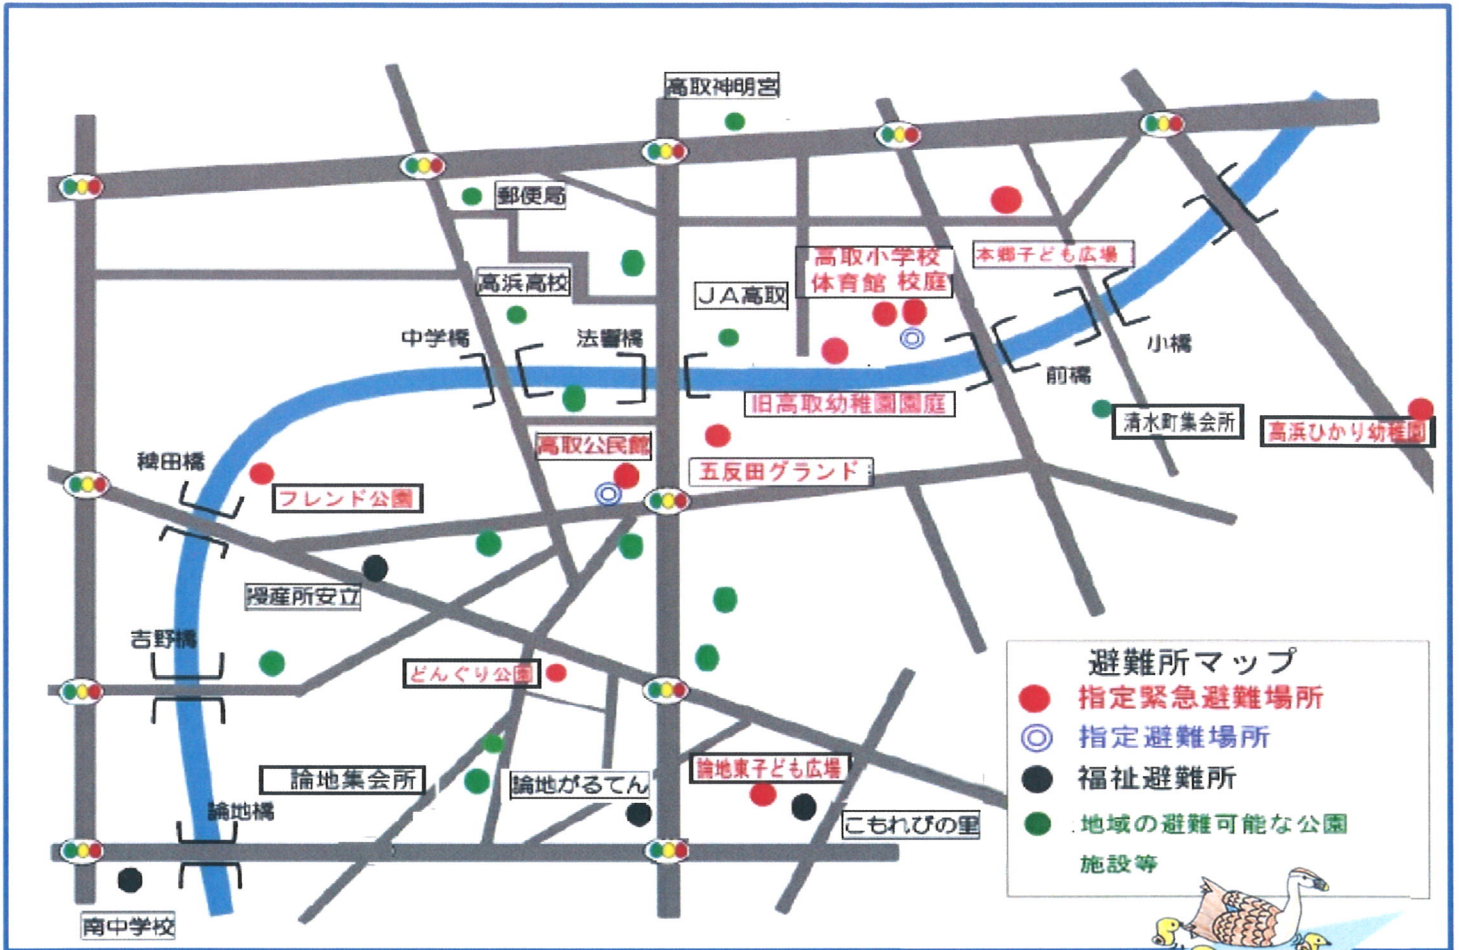 高取神明宮
郵便局
高浜高校
JA高取
高取小学校
体育館 校庭
本郷子ども広場
中学橋
法響橋
小橋
前橋
旧高取幼稚園園庭
清水町集会所
高浜ひかり幼稚園
高取公民館
五反田グランド
稗田橋
フレンド公園
授産所安立
吉野橋
どんぐり公園
論地集会所
論地がるてん
論地東子ども広場
論地橋
こもれびの里
南中学校
避難所マップ
指定緊急避難場所
指定避難場所
福祉避難所
地域の避難可能な公園
施設等